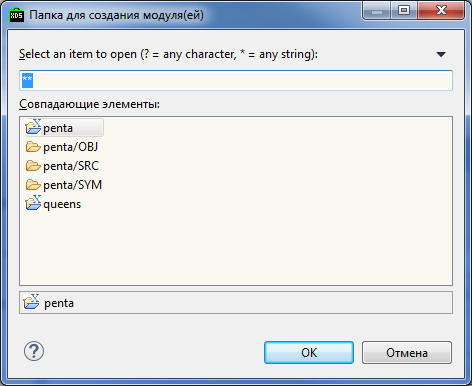 XDS Папка для создания модуля(ей)
Select an item to open (? = any character, * = any string):
**
Совпадающие элементы:
penta
penta/OBJ
penta/SRC
penta/SYM
queens
penta
? OK Отмена